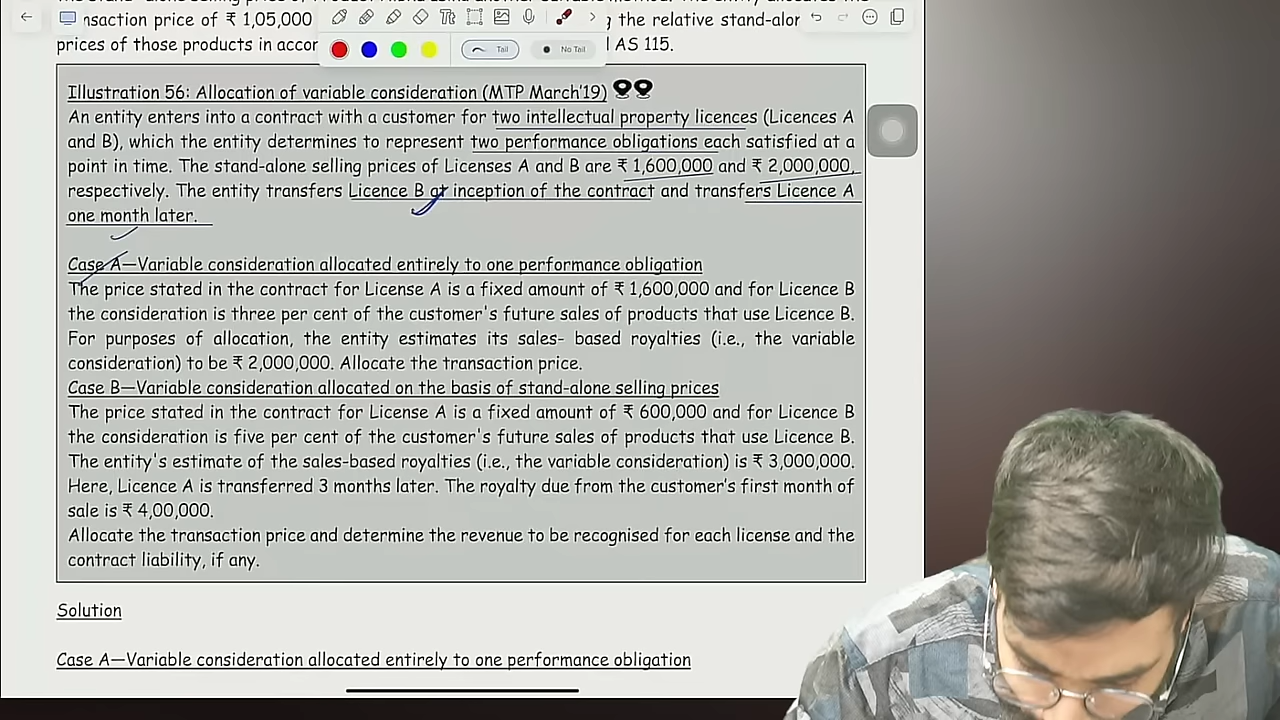 nsaction price of ₹ 1,05,000 g the relative stand-alor
Tail No Tail
prices of those products in accor AS 115.
Illustration 56: Allocation of variable consideration (MTP March'19)
An entity enters into a contract with a customer for two intellectual property licences (Licences A
and B), which the entity determines to represent two performance obligations each satisfied at a
point in time. The stand-alone selling prices of Licenses A and B are ₹ 1,600,000 and ₹ 2,000,000,
respectively. The entity transfers Licence B at inception of the contract and transfers Licence A
one month later.
Case A—Variable consideration allocated entirely to one performance obligation
The price stated in the contract for License A is a fixed amount of ₹ 1,600,000 and for Licence B
the consideration is three per cent of the customer's future sales of products that use Licence B.
For purposes of allocation, the entity estimates its sales- based royalties (i.e., the variable
consideration) to be ₹ 2,000,000. Allocate the transaction price.
Case B—Variable consideration allocated on the basis of stand-alone selling prices
The price stated in the contract for License A is a fixed amount of ₹ 600,000 and for Licence B
the consideration is five per cent of the customer's future sales of products that use Licence B.
The entity's estimate of the sales-based royalties (i.e., the variable consideration) is ₹ 3,000,000.
Here, Licence A is transferred 3 months later. The royalty due from the customer's first month of
sale is ₹ 4,00,000.
Allocate the transaction price and determine the revenue to be recognised for each license and the
contract liability, if any.
Solution
Case A—Variable consideration allocated entirely to one performance obligation